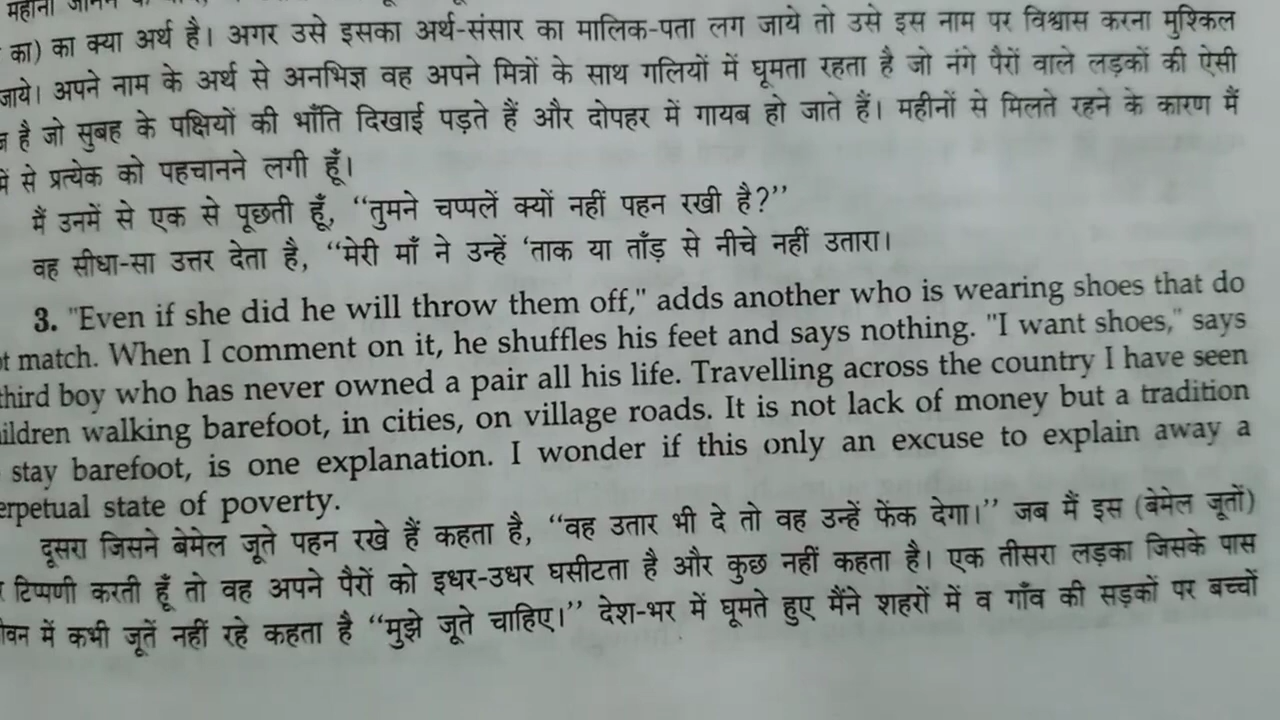 महीनों
का) का क्या अर्थ है। अगर उसे इसका अर्थ-संसार का मालिक-पता लग जाये तो उसे इस नाम पर विश्वास करना मुश्किल
जाये। अपने नाम के अर्थ से अनभिज्ञ वह अपने मित्रों के साथ गलियों में घूमता रहता है जो नंगे पैरों वाले लड़कों की ऐसी
है जो सुबह के पक्षियों की भाँति दिखाई पड़ते हैं और दोपहर में गायब हो जाते हैं। महीनों से मिलते रहने के कारण मैं
में से प्रत्येक को पहचानने लगी हूँ।
मैं उनमें से एक से पूछती हूँ, “तुमने चप्पलें क्यों नहीं पहन रखी है?”
वह सीधा-सा उत्तर देता है, “मेरी माँ ने उन्हें ‘ताक या ताँड़ से नीचे नहीं उतारा।
3. "Even if she did he will throw them off," adds another who is wearing shoes that do
match. When I comment on it, he shuffles his feet and says nothing. "I want shoes," says
third boy who has never owned a pair all his life. Travelling across the country I have seen
ildren walking barefoot, in cities, on village roads. It is not lack of money but a tradition
stay barefoot, is one explanation. I wonder if this only an excuse to explain away a
erpetual state of poverty.
दूसरा जिसने बेमेल जूते पहन रखे हैं कहता है, “वह उतार भी दे तो वह उन्हें फेंक देगा।” जब मैं इस (बेमेल जूतों)
टिप्पणी करती हूँ तो वह अपने पैरों को इधर-उधर घसीटता है और कुछ नहीं कहता है। एक तीसरा लड़का जिसके पास
वन में कभी जूतें नहीं रहे कहता है “मुझे जूते चाहिए।” देश-भर में घूमते हुए मैंने शहरों में व गाँव की सड़कों पर बच्चों